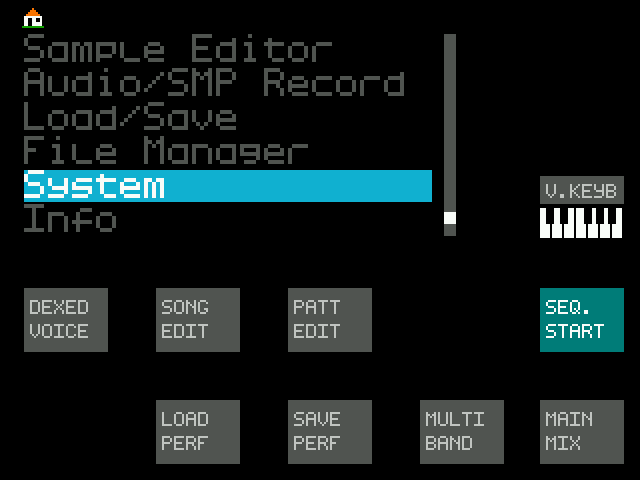 Sample Editor
Audio/SMP Record
Load/Save
File Manager
System
Info
V.KEYB
DEXED
VOICE
SONG
EDIT
PATT
EDIT
SEQ.
START
LOAD
PERF
SAVE
PERF
MULTI
BAND
MAIN
MIX